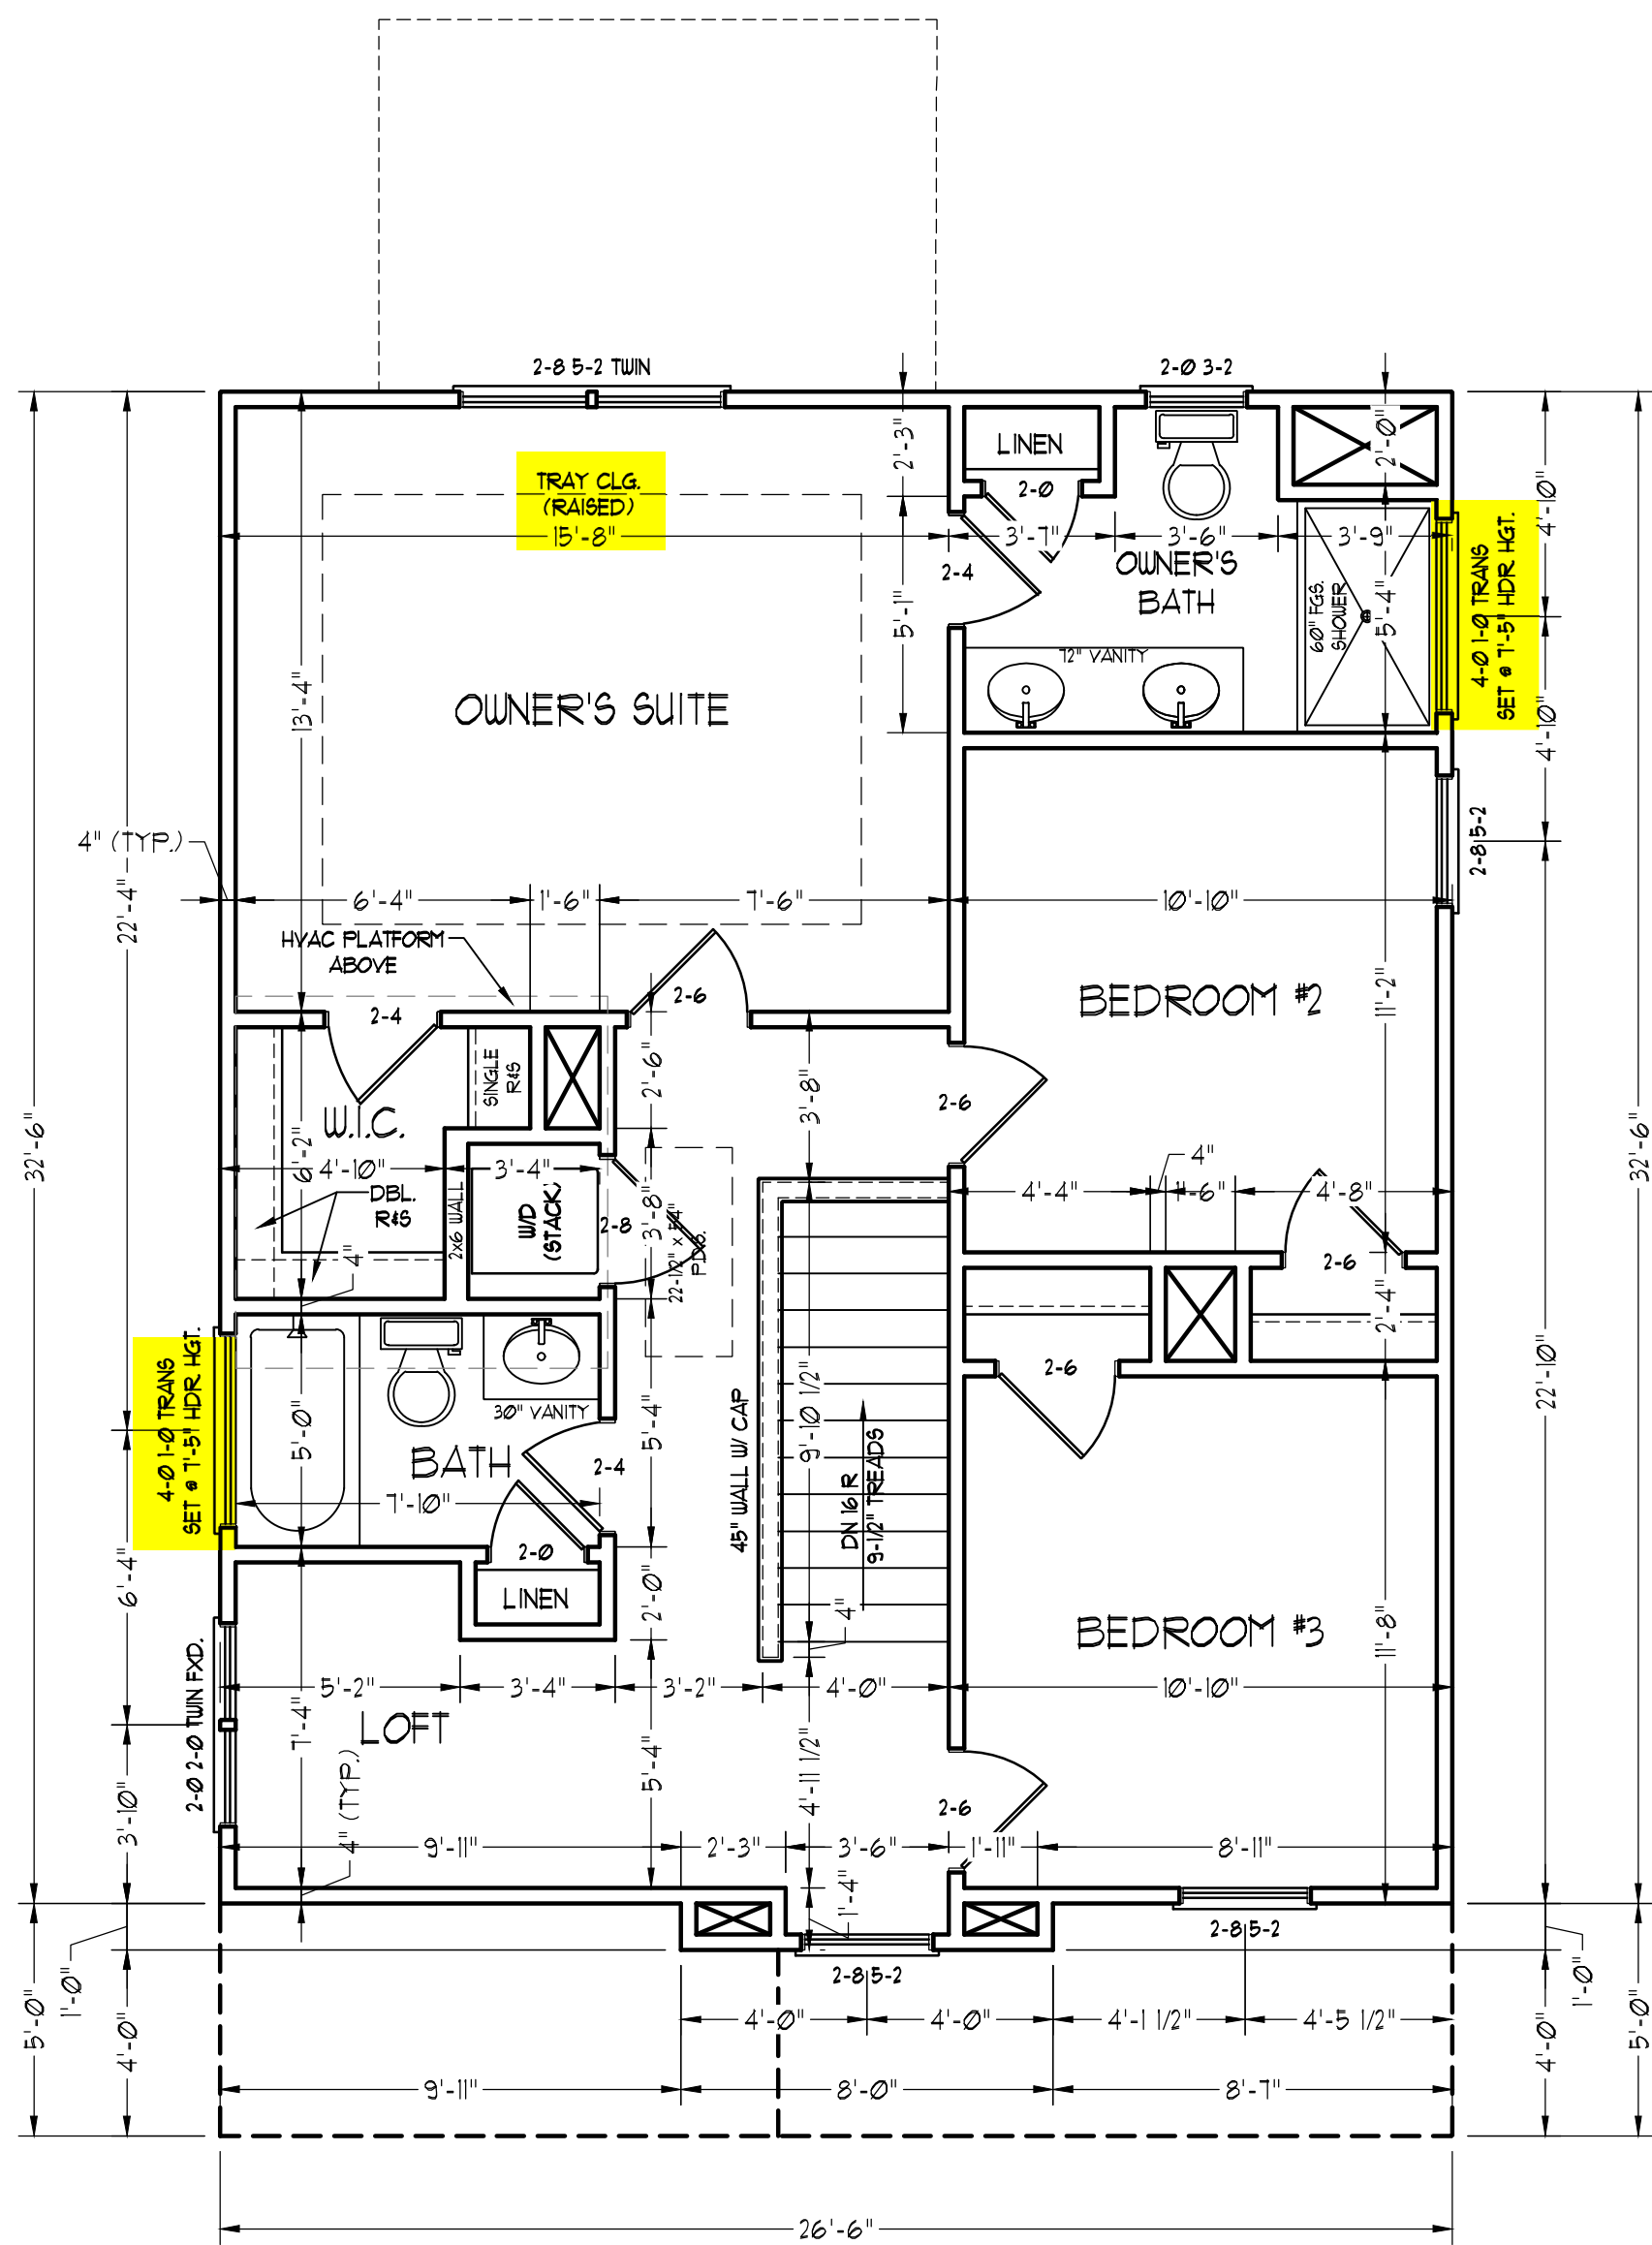 2-8 5-2 TWIN
2-0 3-2
LINEN
2-0
2'-3"
2'-0"
TRAY CLG.
(RAISED)
15'-8"
3'-7"
3'-6"
3'-9"
4'-10"
4-0 1-0 TRANS
SET @ 7'-5" HDR HGT.
2-4
OWNER'S
BATH
60" FGS.
SHOWER
5'-4"
5'-1"
72" VANITY
13'-4"
OWNER'S SUITE
4'-10"
4" (TYP.)
2-8 5-2
22'-4"
6'-4"
1'-6"
7'-6"
10'-10"
HVAC PLATFORM
ABOVE
2-4
2-6
BEDROOM #2
11'-2"
SINGLE
R&S
2'-6"
3'-8"
2-6
W.I.C.
32'-6"
32'-6"
6'-2"
4'-10"
3'-4"
4"
4'-4"
1'-6"
4'-8"
DBL.
R&S
2x6 WALL
W/D
(STACK)
2-8
3'-8"
22-1/2" x 54"
P.D.S.
4"
2-6
2'-4"
4-0 1-0 TRANS
SET @ 7'-5" HDR HGT.
2-6
22'-10"
30" VANITY
5'-0"
BATH
5'-4"
45" WALL W/ CAP
9'-10 1/2"
DN 16 R
9-1/2" TREADS
2-4
7'-10"
2-0
LINEN
2'-0"
6'-4"
4"
BEDROOM #3
11'-8"
2-0 2-0 TWIN FXD.
5'-2"
3'-4"
3'-2"
4'-0"
10'-10"
7'-4"
LOFT
4" (TYP.)
5'-4"
4'-11 1/2"
2-6
3'-10"
9'-11"
2'-3"
3'-6"
1'-11"
8'-11"
1'-4"
2-8 5-2
2-8 5-2
1'-0"
1'-0"
5'-0"
4'-0"
4'-0"
4'-0"
4'-1 1/2"
4'-5 1/2"
4'-0"
5'-0"
9'-11"
8'-0"
8'-7"
26'-6"